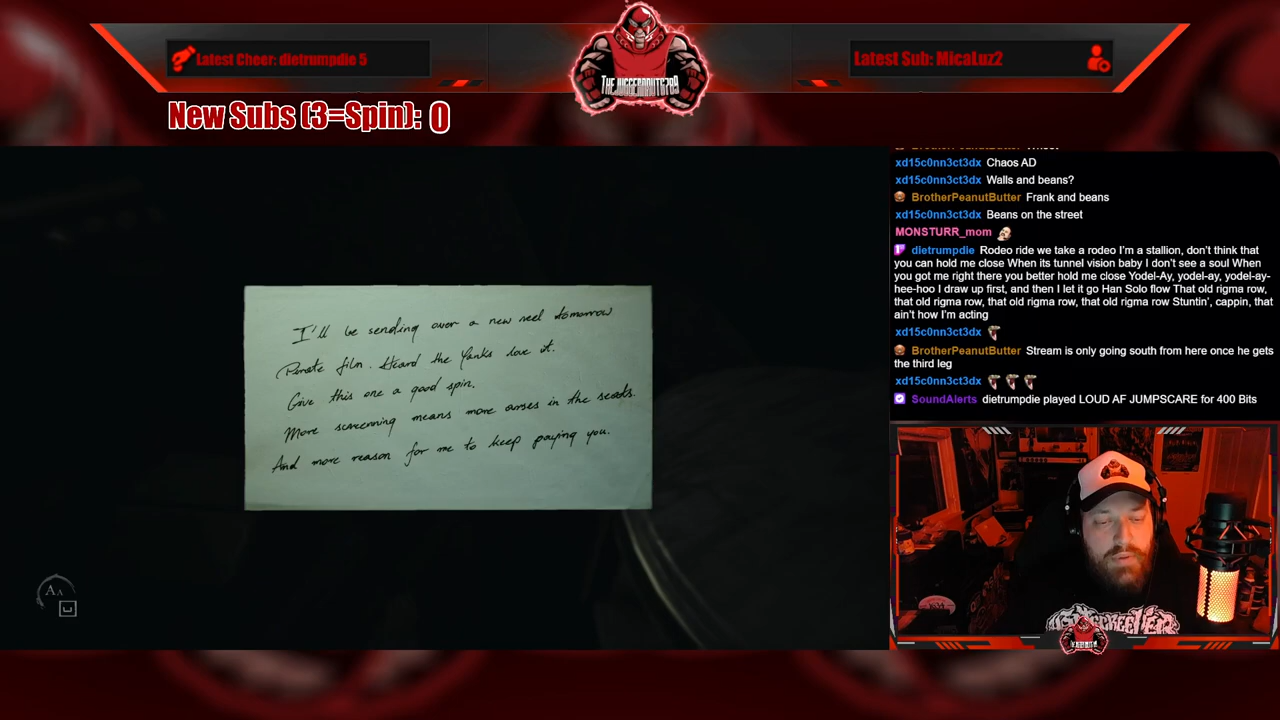 Latest Cheer: dietrumpdie 5
THEJUGGERNAUT6789
Latest Sub: MicaLuz2
New Subs (3=Spin): 0
I'll be sending over a new reel tomorrow
Pirate film. Heard the Yanks love it.
Give this one a good spin.
More screenning means more arses in the seats.
And more reason for me to keep paying you.
AA
xd15c0nn3ct3dx Chaos AD
xd15c0nn3ct3dx Walls and beans?
BrotherPeanutButter Frank and beans
xd15c0nn3ct3dx Beans on the street
MONSTURR_mom
dietrumpdie Rodeo ride we take a rodeo I'm a stallion, don't think that
you can hold me close When its tunnel vision baby I don't see a soul When
you got me right there you better hold me close Yodel-Ay, yodel-ay, yodel-ay-
hee-hoo I draw up first, and then I let it go Han Solo flow That old rigma row,
that old rigma row, that old rigma row, that old rigma row Stuntin', cappin, that
ain't how I'm acting
xd15c0nn3ct3dx
BrotherPeanutButter Stream is only going south from here once he gets
the third leg
xd15c0nn3ct3dx
SoundAlerts dietrumpdie played LOUD AF JUMPSCARE for 400 Bits